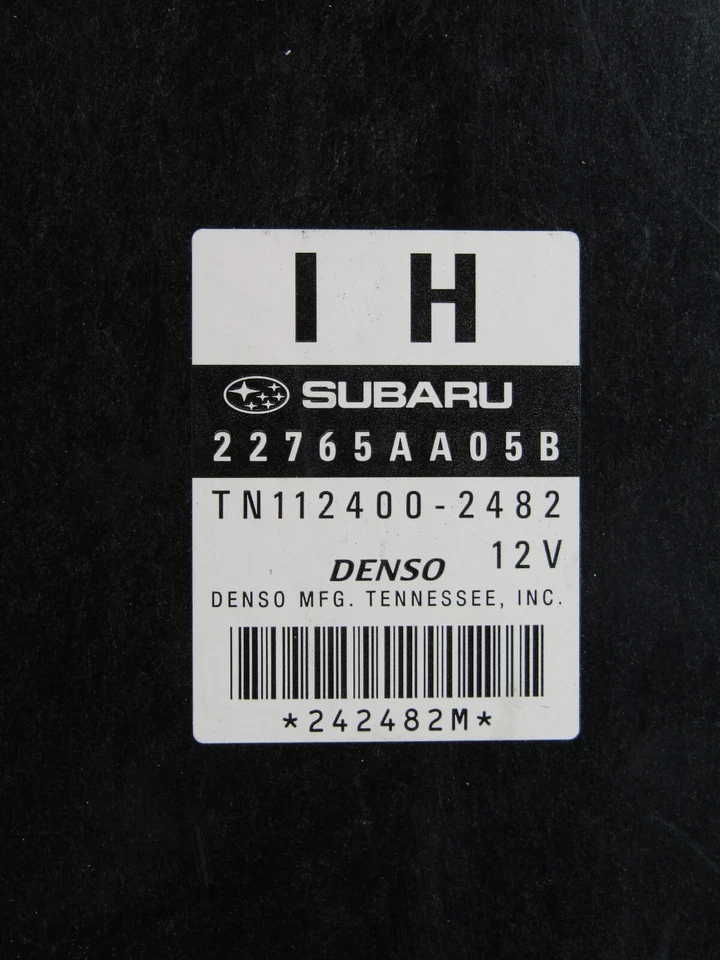 I H
SUBARU
22765AA05B
TN112400-2482
12V
DENSO
DENSO MFG. TENNESSEE, INC.
*242482M*